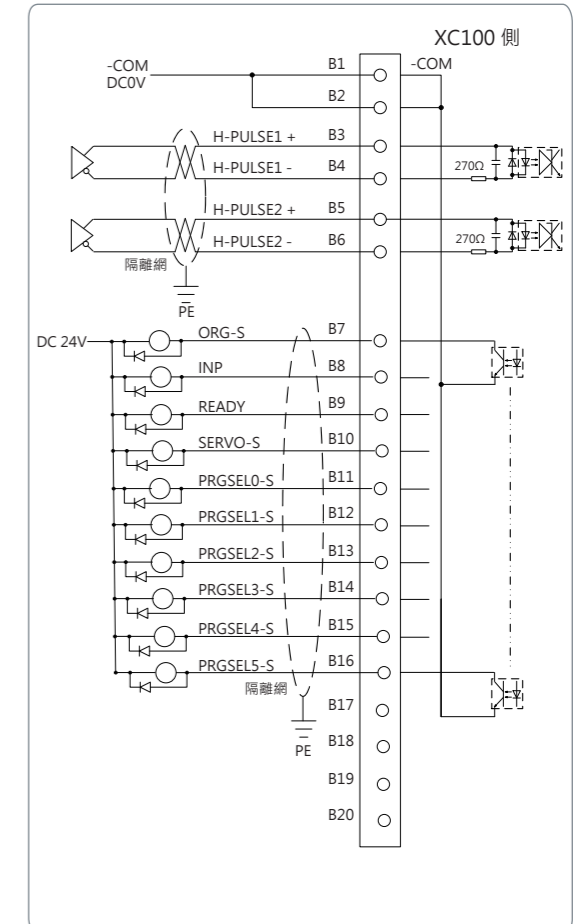 XC100 側
-COM
DC0V
B1
-COM
B2
H-PULSE1 +
B3
H-PULSE1 -
B4
270Ω
H-PULSE2 +
B5
H-PULSE2 -
B6
270Ω
隔離網
PE
DC 24V
ORG-S
B7
INP
B8
READY
B9
SERVO-S
B10
PRGSEL0-S
B11
PRGSEL1-S
B12
PRGSEL2-S
B13
PRGSEL3-S
B14
PRGSEL4-S
B15
PRGSEL5-S
B16
隔離網
B17
PE
B18
B19
B20